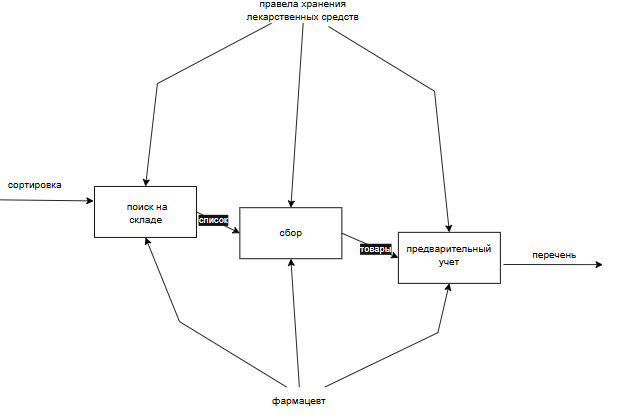 правела хранения
лекарственных средств
сортировка
поиск на
складе
список
сбор
товары
предварительный
учет
перечень
фармацевт